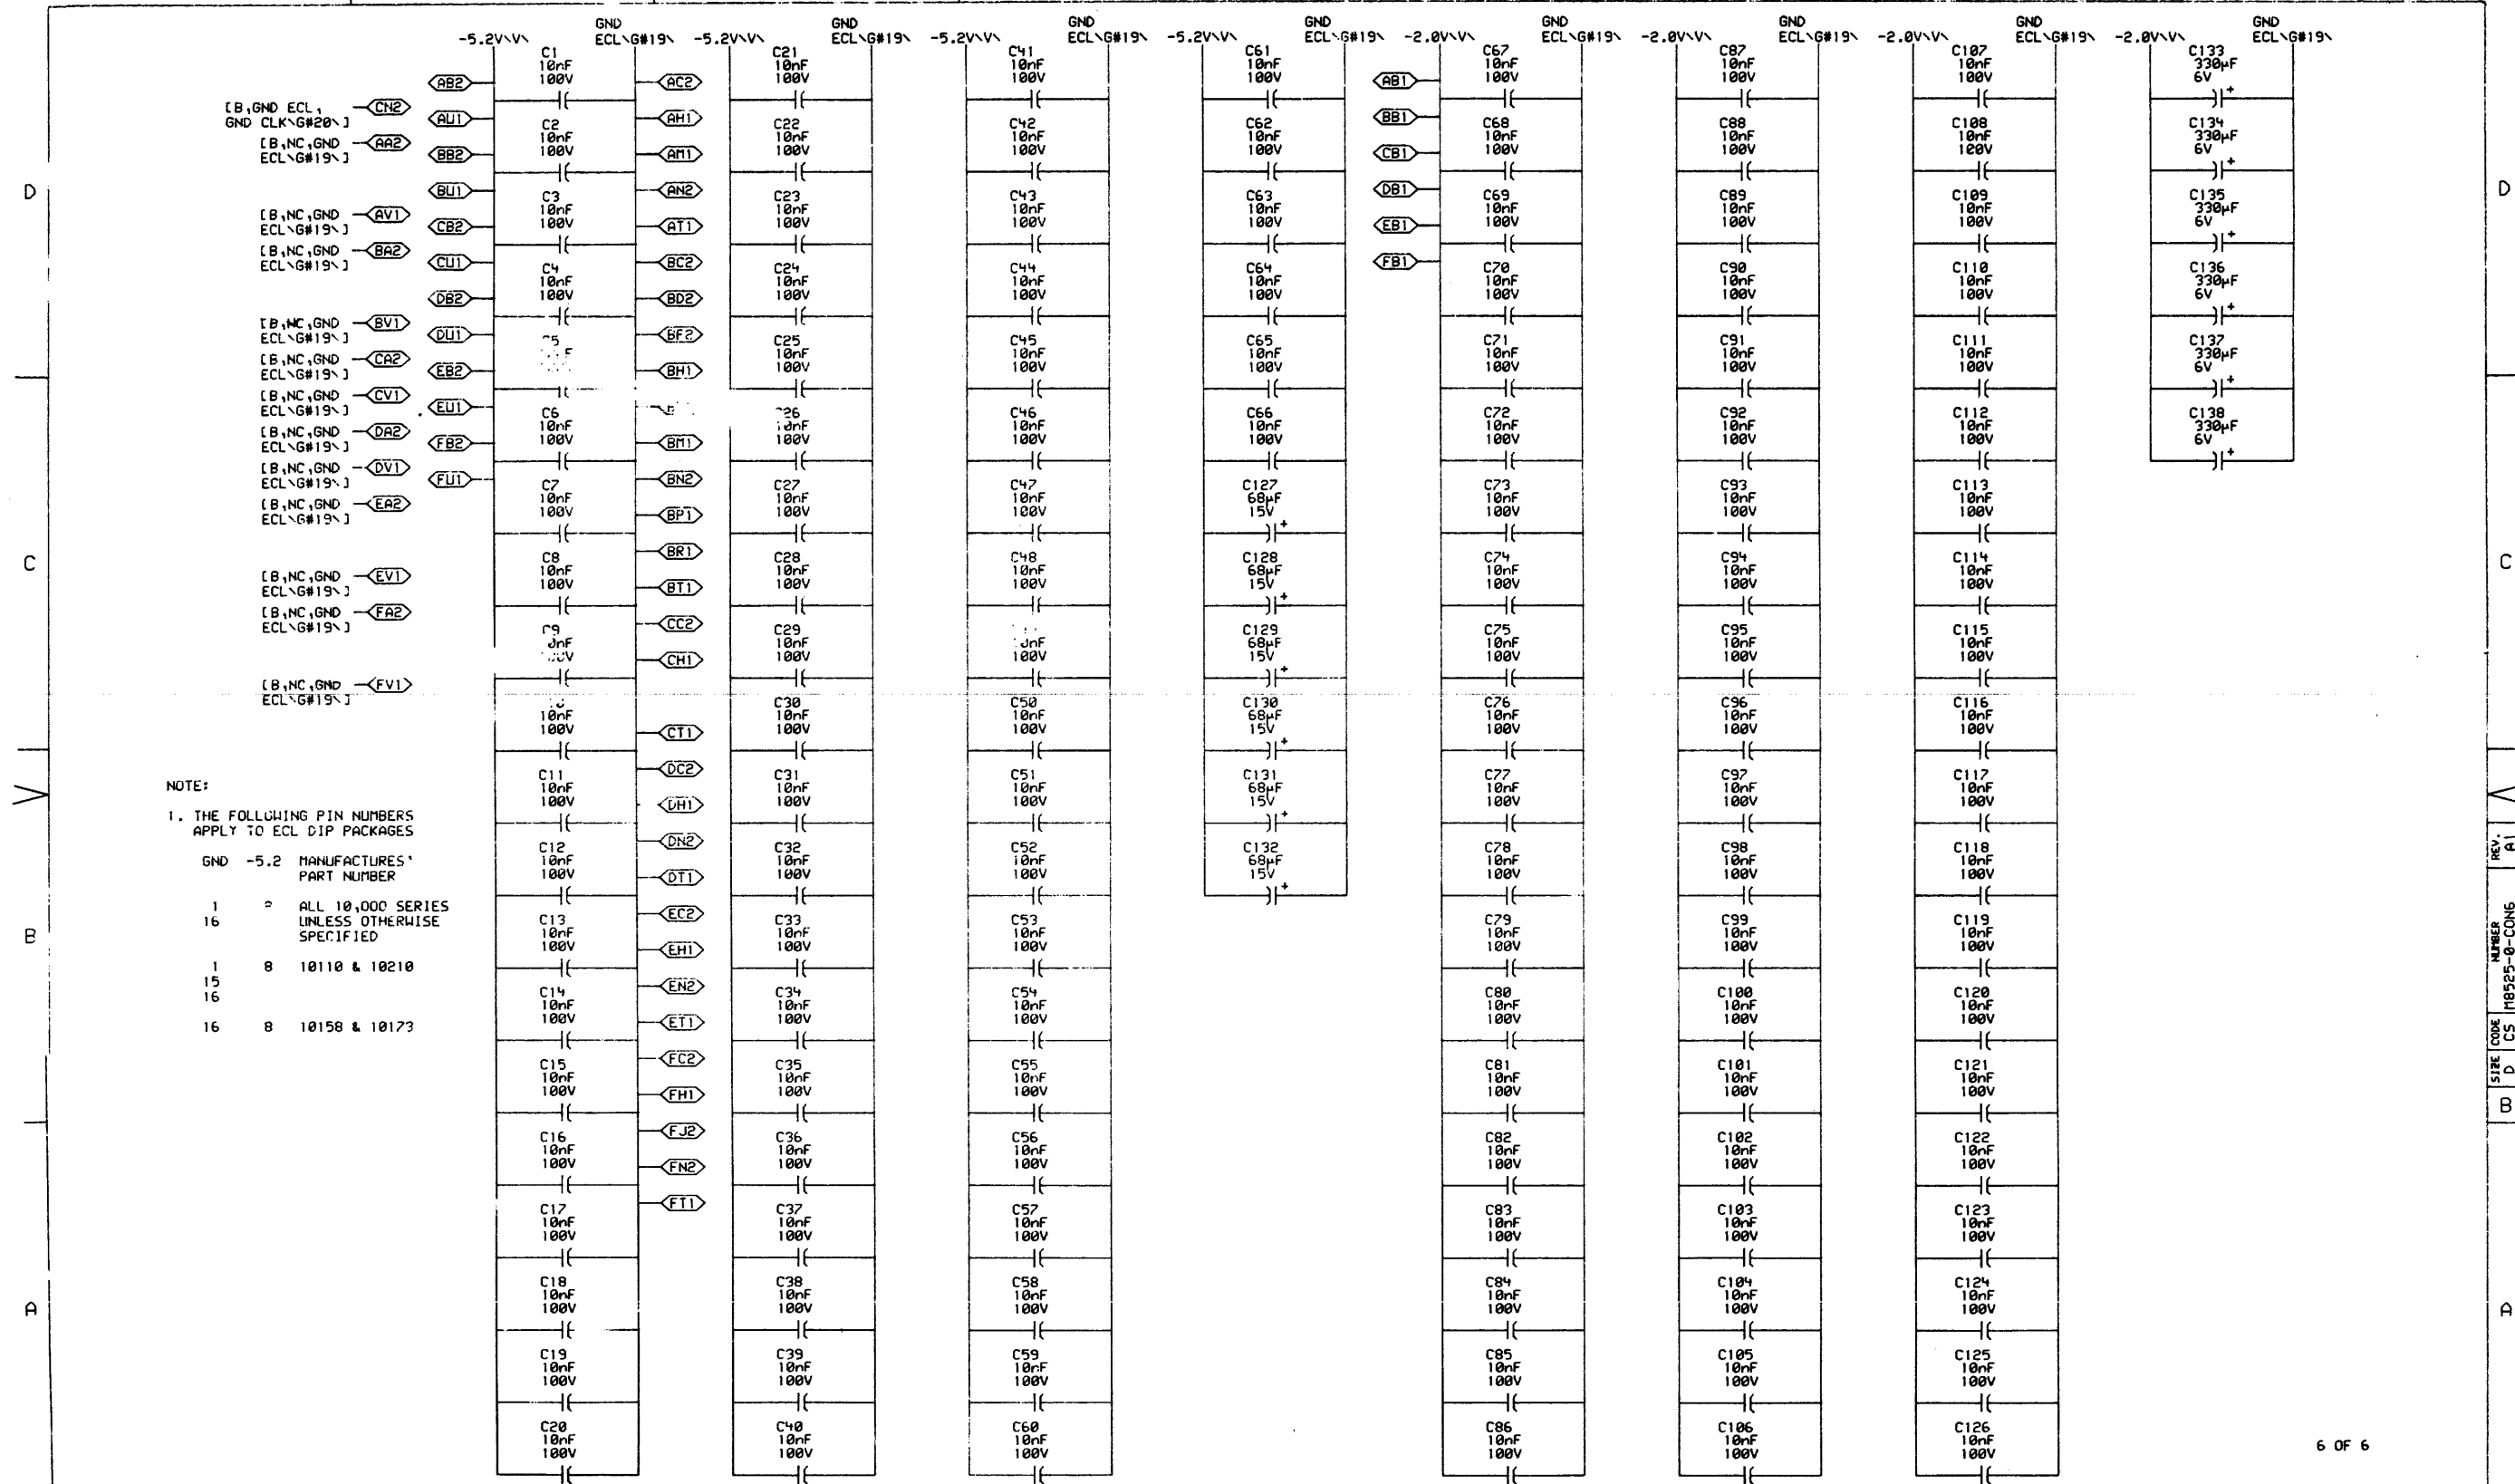 GND
-5.2V\V\ ECL\G#19\
[B,GND ECL, CN2
GND CLK\G#20\]
[B,NC,GND AA2
ECL\G#19\]
[B,NC,GND AV1
ECL\G#19\]
[B,NC,GND BA2
ECL\G#19\]
[B,NC,GND BV1
ECL\G#19\]
[B,NC,GND CA2
ECL\G#19\]
[B,NC,GND CV1
ECL\G#19\]
[B,NC,GND DA2
ECL\G#19\]
[B,NC,GND DV1
ECL\G#19\]
[B,NC,GND EA2
ECL\G#19\]
[B,NC,GND EV1
ECL\G#19\]
[B,NC,GND FA2
ECL\G#19\]
[B,NC,GND FV1
ECL\G#19\]
NOTE:
1. THE FOLLOWING PIN NUMBERS
APPLY TO ECL DIP PACKAGES
GND -5.2 MANUFACTURES'
PART NUMBER
1 ALL 10,000 SERIES
16 UNLESS OTHERWISE
SPECIFIED
1 8 10110 & 10210
15
16
16 8 10158 & 10173
AB2
AU1
BB2
BU1
CB2
CU1
DB2
DU1
EB2
EU1
FB2
FU1
C1
10nF
100V
C2
10nF
100V
C3
10nF
100V
C4
10nF
100V
C6
10nF
100V
C7
10nF
100V
C8
10nF
100V
C9
10nF
100V
C11
10nF
100V
C12
10nF
100V
C13
10nF
100V
C14
10nF
100V
C15
10nF
100V
C16
10nF
100V
C17
10nF
100V
C18
10nF
100V
C19
10nF
100V
C20
10nF
100V
AC2
AH1
AM1
AN2
AT1
BC2
BD2
BF2
BH1
BM1
BN2
BP1
BR1
BT1
CC2
CH1
CT1
DC2
DH1
DN2
DT1
EC2
EH1
EN2
ET1
FC2
FH1
FJ2
FN2
FT1
GND
-5.2V\V\ ECL\G#19\
C21
10nF
100V
C22
10nF
100V
C23
10nF
100V
C24
10nF
100V
C25
10nF
100V
10nF
100V
C27
10nF
100V
C28
10nF
100V
C29
10nF
100V
C30
10nF
100V
C31
10nF
100V
C32
10nF
100V
C33
10nF
100V
C34
10nF
100V
C35
10nF
100V
C36
10nF
100V
C37
10nF
100V
C38
10nF
100V
C39
10nF
100V
C40
10nF
100V
GND
-5.2V\V\ ECL\G#19\
C41
10nF
100V
C42
10nF
100V
C43
10nF
100V
C44
10nF
100V
C45
10nF
100V
C46
10nF
100V
C47
10nF
100V
C48
10nF
100V
100V
C50
10nF
100V
C51
10nF
100V
C52
10nF
100V
C53
10nF
100V
C54
10nF
100V
C55
10nF
100V
C56
10nF
100V
C57
10nF
100V
C58
10nF
100V
C59
10nF
100V
C60
10nF
100V
GND
-5.2V\V\ ECL\G#19\
C61
10nF
100V
C62
10nF
100V
C63
10nF
100V
C64
10nF
100V
C65
10nF
100V
C66
10nF
100V
C127
68µF
15V
C128
68µF
15V
C129
68µF
15V
C130
68µF
15V
C131
68µF
15V
C132
68µF
15V
GND
-2.0V\V\ ECL\G#19\
AB1
BB1
CB1
DB1
EB1
FB1
C67
10nF
100V
C68
10nF
100V
C69
10nF
100V
C70
10nF
100V
C71
10nF
100V
C72
10nF
100V
C73
10nF
100V
C74
10nF
100V
C75
10nF
100V
C76
10nF
100V
C77
10nF
100V
C78
10nF
100V
C79
10nF
100V
C80
10nF
100V
C81
10nF
100V
C82
10nF
100V
C83
10nF
100V
C84
10nF
100V
C85
10nF
100V
C86
10nF
100V
GND
-2.0V\V\ ECL\G#19\
C87
10nF
100V
C88
10nF
100V
C89
10nF
100V
C90
10nF
100V
C91
10nF
100V
C92
10nF
100V
C93
10nF
100V
C94
10nF
100V
C95
10nF
100V
C96
10nF
100V
C97
10nF
100V
C98
10nF
100V
C99
10nF
100V
C100
10nF
100V
C101
10nF
100V
C102
10nF
100V
C103
10nF
100V
C104
10nF
100V
C105
10nF
100V
C106
10nF
100V
GND
-2.0V\V\ ECL\G#19\
C107
10nF
100V
C108
10nF
120V
C109
10nF
100V
C110
10nF
100V
C111
10nF
100V
C112
10nF
100V
C113
10nF
100V
C114
10nF
100V
C115
10nF
100V
C116
10nF
100V
C117
10nF
100V
C118
10nF
100V
C119
10nF
100V
C120
10nF
100V
C121
10nF
100V
C122
10nF
100V
C123
10nF
100V
C124
10nF
100V
C125
10nF
100V
C126
10nF
100V
GND
-2.0V\V\ ECL\G#19\
C133
330µF
6V
C134
330µF
6V
C135
330µF
6V
C136
330µF
6V
C137
330µF
6V
C138
330µF
6V
D
C
B
A
D
C
B
A
REV.
A1
NUMBER
M8525-0-CON6
CODE
CS
SIZE
D
6 OF 6